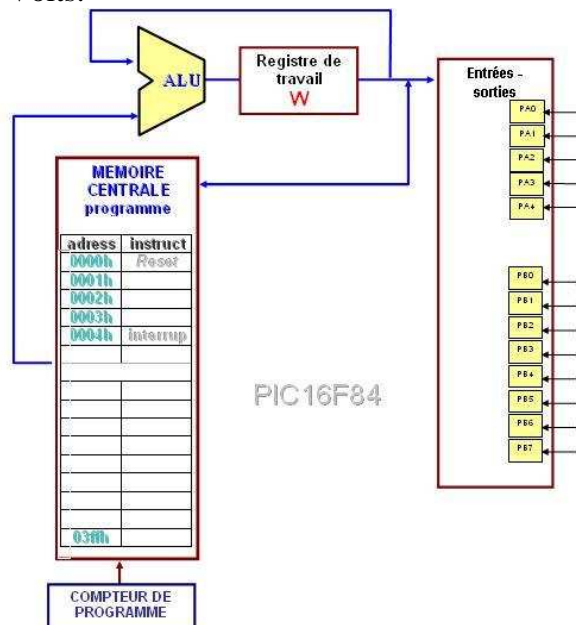 ALU
Registre de
travail
W
Entrées -
sorties
PA0
PA1
PA2
PA3
PA4
PB0
PB1
PB2
PB3
PB4
PB5
PB6
PB7
MEMOIRE
CENTRALE
programme
adress instruct
0000h Reset
0001h
0002h
0003h
0004h interrup
03ffh
PIC16F84
COMPTEUR DE
PROGRAMME